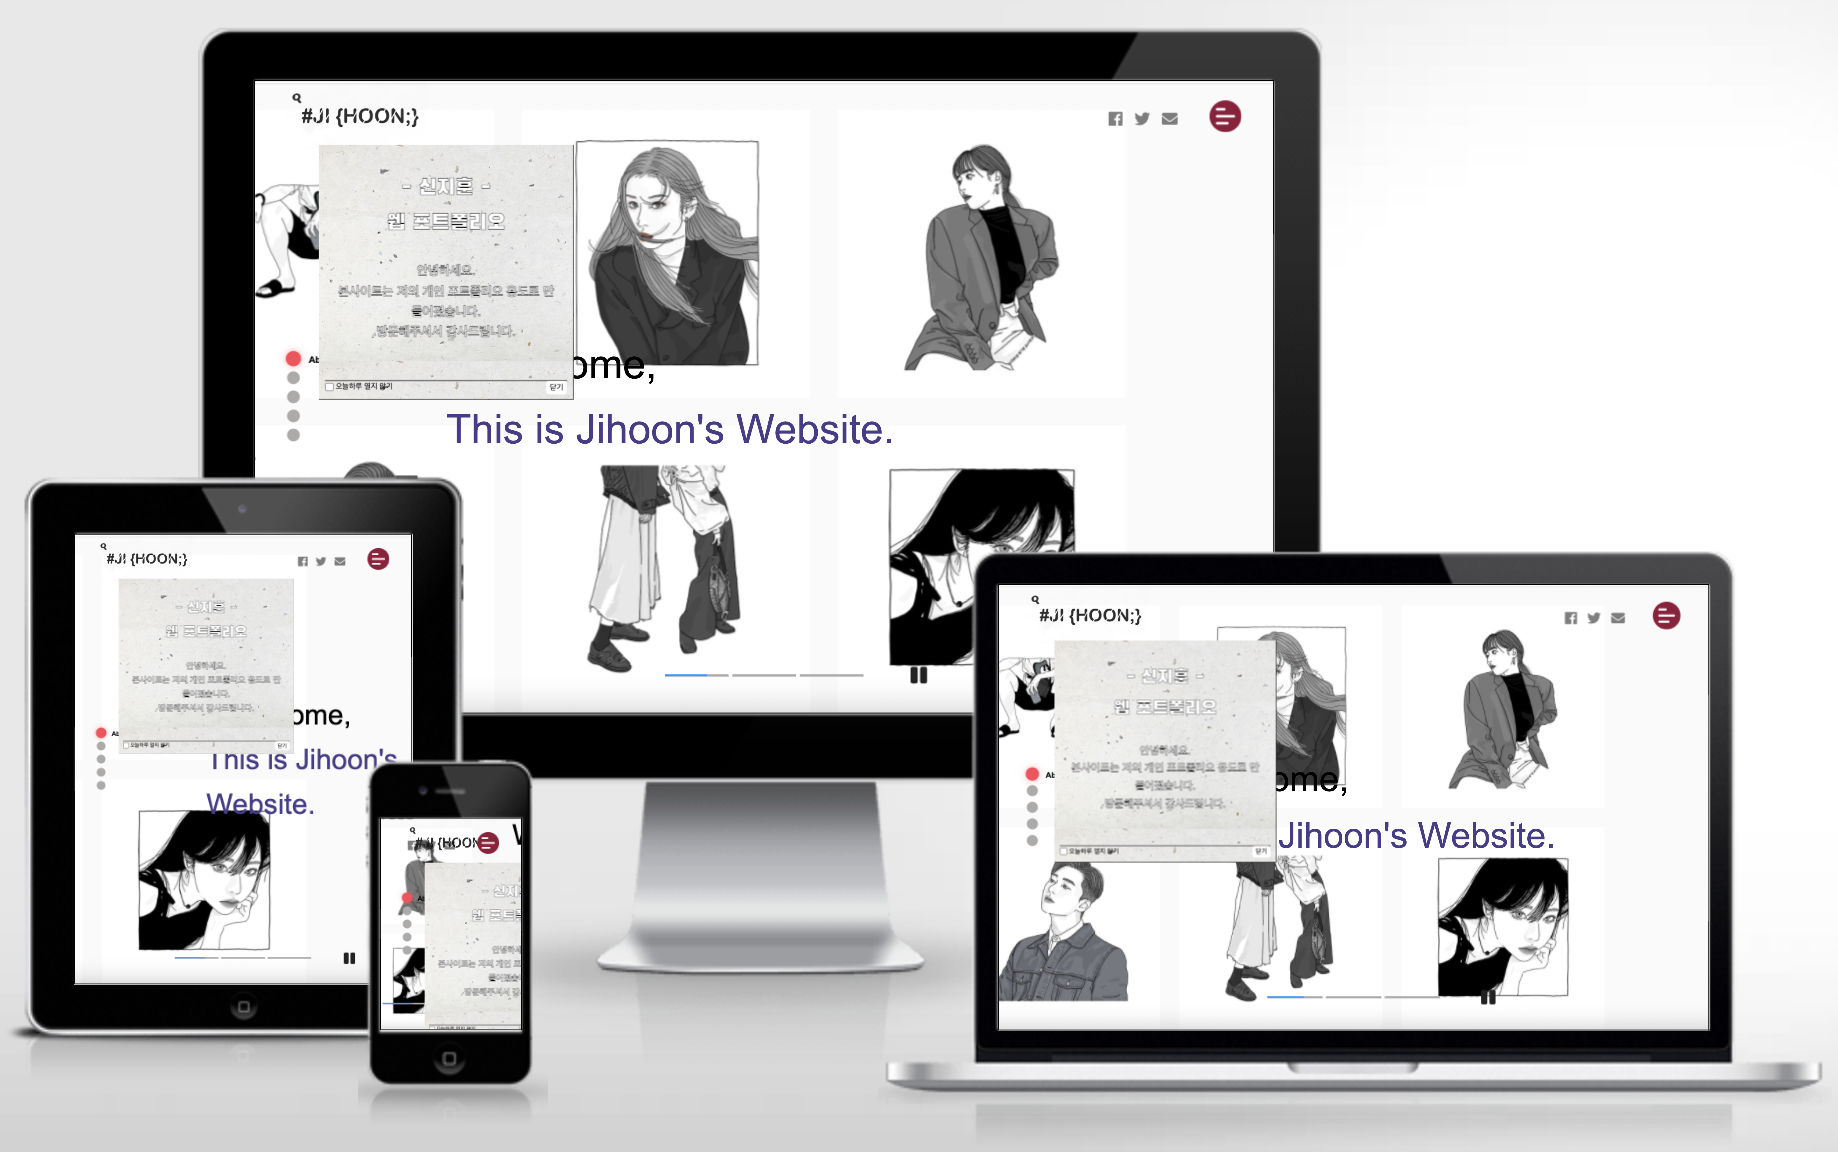 #JI {HOON;}
- 신지훈 -
웹 포트폴리오
안녕하세요.
본사이트는 저의 개인 포트폴리오 용도로 만
들어졌습니다.
방문해주셔서 감사드립니다.
오늘하루 열지 않기
닫기
Ab
ome,
This is Jihoon's Website.
#JI {HOON;}
- 신지훈 -
웹 포트폴리오
안녕하세요.
본사이트는 저의 개인 포트폴리오 용도로 만
들어졌습니다.
방문해주셔서 감사드립니다.
오늘하루 열지 않기
닫기
Ab
ome,
This is Jihoon's
Website.
#JI {HOON
W
- 신지
웹 포트
안녕하세
본사이트는 저의 개인 포
들어졌습
방문해주셔서 감
오늘하루 열지 않기
Ab
#JI {HOON;}
- 신지훈 -
웹 포트폴리오
안녕하세요.
본사이트는 저의 개인 포트폴리오 용도로 만
들어졌습니다.
방문해주셔서 감사드립니다.
오늘하루 열지 않기
닫기
Ab
ome,
Jihoon's Website.